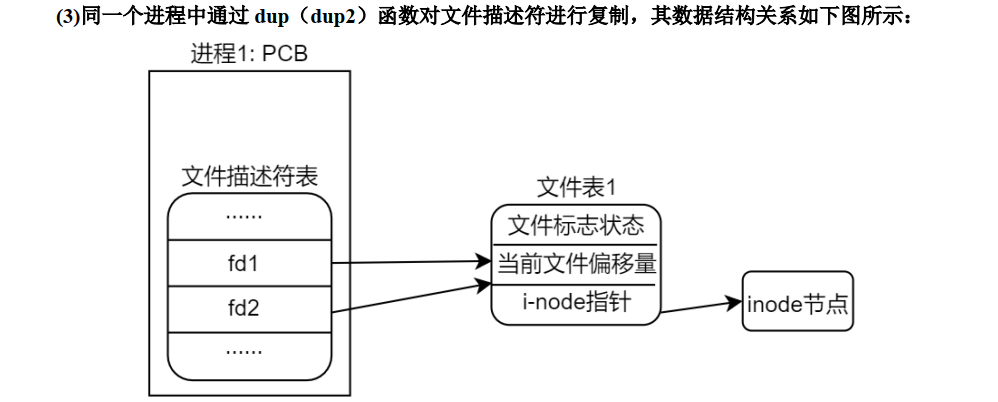 (3)同一个进程中通过 dup（dup2）函数对文件描述符进行复制，其数据结构关系如下图所示：
进程1: PCB
文件描述符表
……
fd1
fd2
……
文件表1
文件标志状态
当前文件偏移量
i-node指针
inode节点